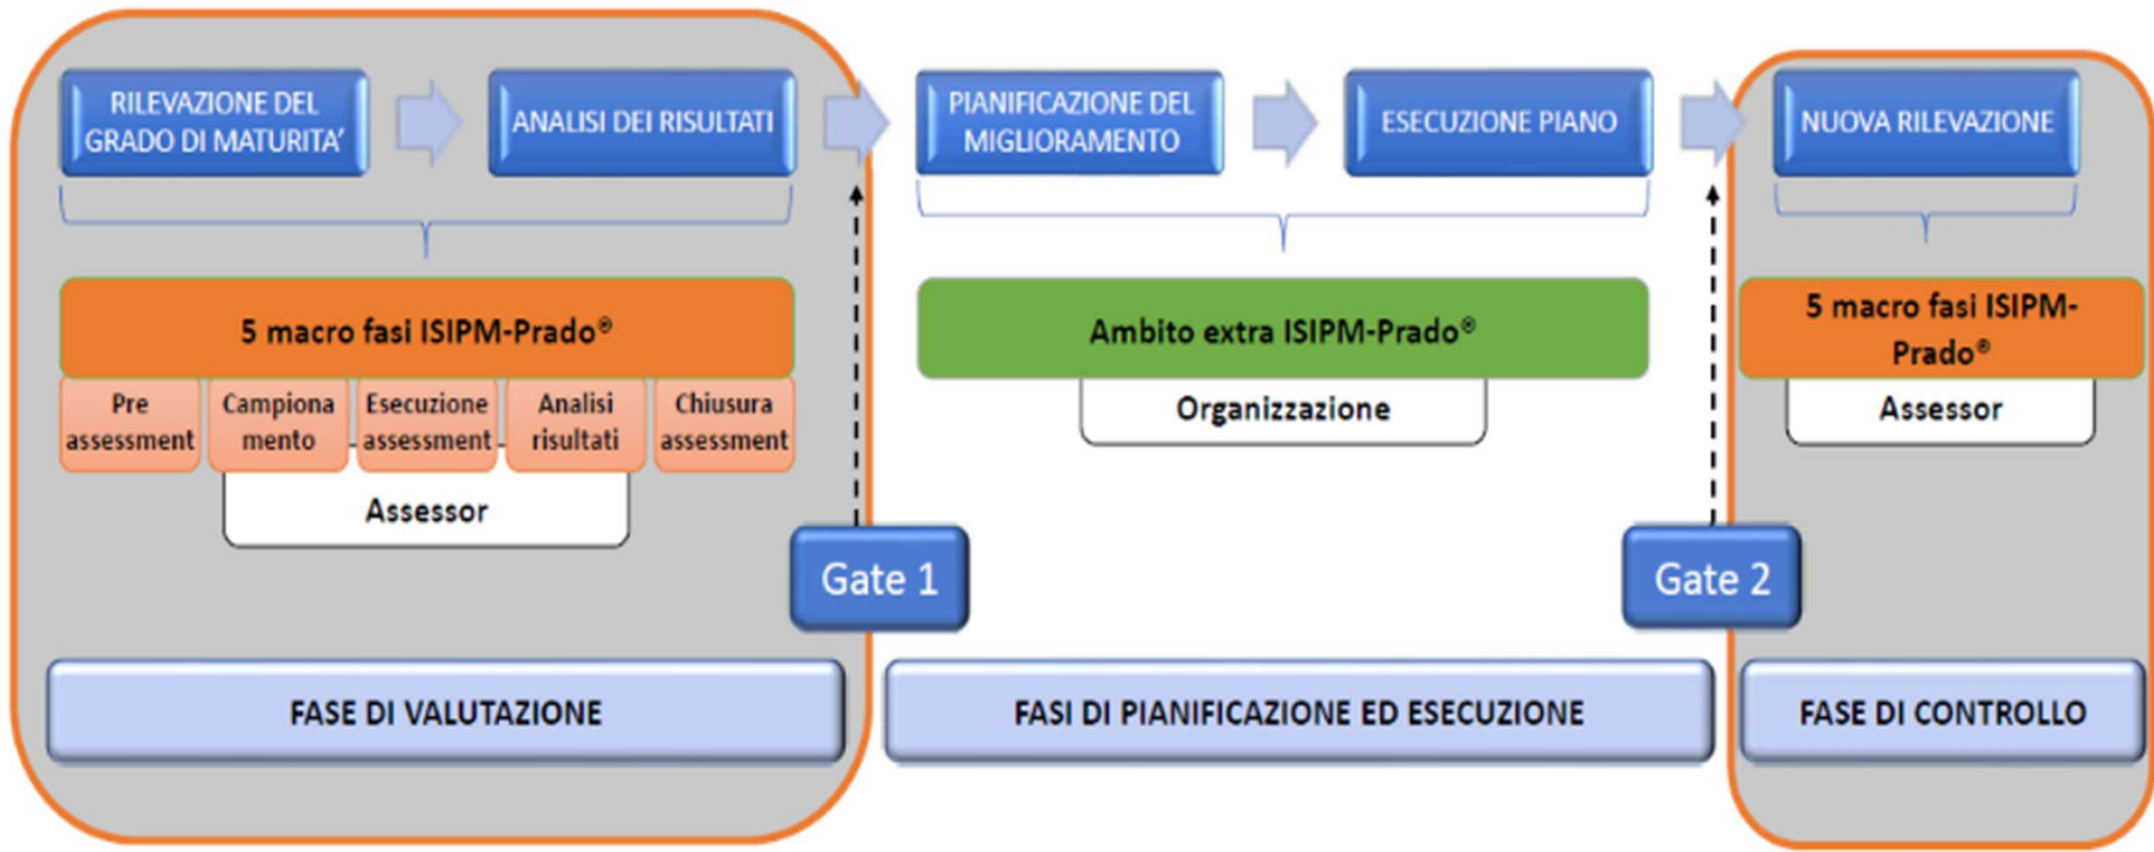 RILEVAZIONE DEL
GRADO DI MATURITA'
ANALISI DEI RISULTATI
PIANIFICAZIONE DEL
MIGLIORAMENTO
ESECUZIONE PIANO
NUOVA RILEVAZIONE
5 macro fasi ISIPM-Prado®
Ambito extra ISIPM-Prado®
5 macro fasi ISIPM-
Prado®
Pre
assessment
Campiona
mento
Esecuzione
assessment
Analisi
risultati
Chiusura
assessment
Organizzazione
Assessor
Assessor
Gate 1
Gate 2
FASE DI VALUTAZIONE
FASI DI PIANIFICAZIONE ED ESECUZIONE
FASE DI CONTROLLO